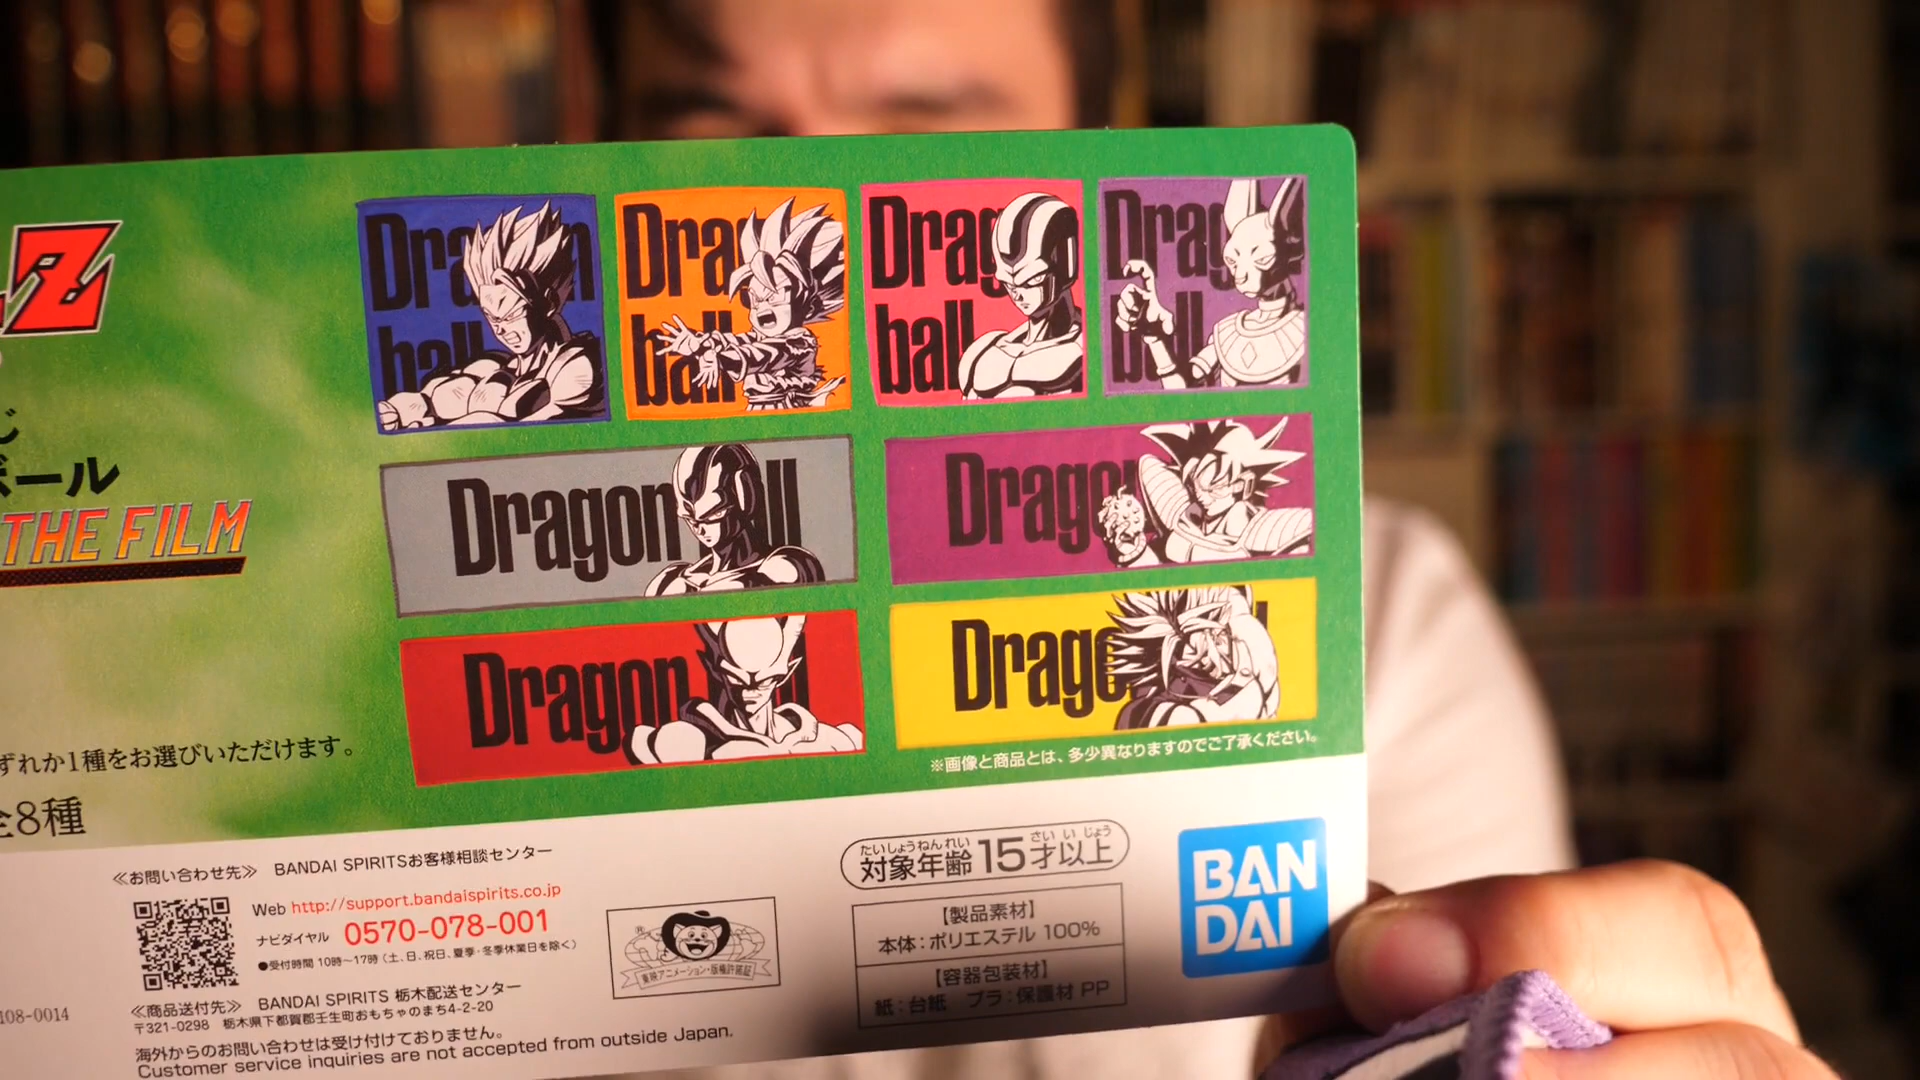 Z
Dragon
ball
Dragon
ball
Dragon
ball
Dragon
ball
Dragon
Dragon
Dragon
Drago
じ
ボール
THE FILM
ずれか1種をお選びいただけます。
全8種
※画像と商品とは、多少異なりますのでご了承ください。
≪お問い合わせ先≫ BANDAI SPIRITSお客様相談センター
Web http://support.bandaispirits.co.jp
ナビダイヤル 0570-078-001
●受付時間 10時〜17時（土、日、祝日、夏季・冬季休業日を除く）
≪商品送付先≫ BANDAI SPIRITS 栃木配送センター
〒321-0298 栃木県下都賀郡壬生町おもちゃのまち4-2-20
海外からのお問い合わせは受け付けておりません。
Customer service inquiries are not accepted from outside Japan.
108-0014
®
東映アニメーション・版権許諾証
たいしょうねんれい さい い じょう
対象年齢15才以上
【製品素材】
本体：ポリエステル 100%
【容器包装材】
紙：台紙 プラ：保護材 PP
BAN
DAI